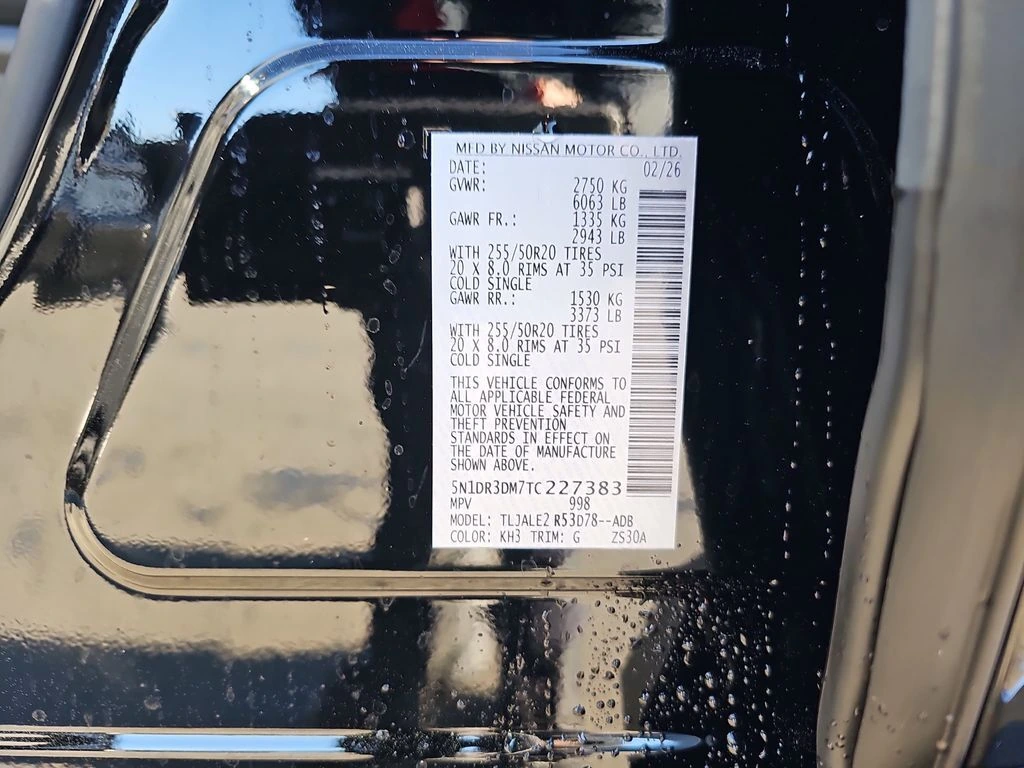 MFD BY NISSAN MOTOR CO., LTD.
DATE: 02/26
GVWR: 2750 KG
6063 LB
GAWR FR.: 1335 KG
2943 LB
WITH 255/50R20 TIRES
20 X 8.0 RIMS AT 35 PSI
COLD SINGLE
GAWR RR.: 1530 KG
3373 LB
WITH 255/50R20 TIRES
20 X 8.0 RIMS AT 35 PSI
COLD SINGLE
THIS VEHICLE CONFORMS TO
ALL APPLICABLE FEDERAL
MOTOR VEHICLE SAFETY AND
THEFT PREVENTION
STANDARDS IN EFFECT ON
THE DATE OF MANUFACTURE
SHOWN ABOVE.
5N1DR3DM7TC227383
MPV 998
MODEL: TLJALE2 R53D78--ADB
COLOR: KH3 TRIM: G ZS30A